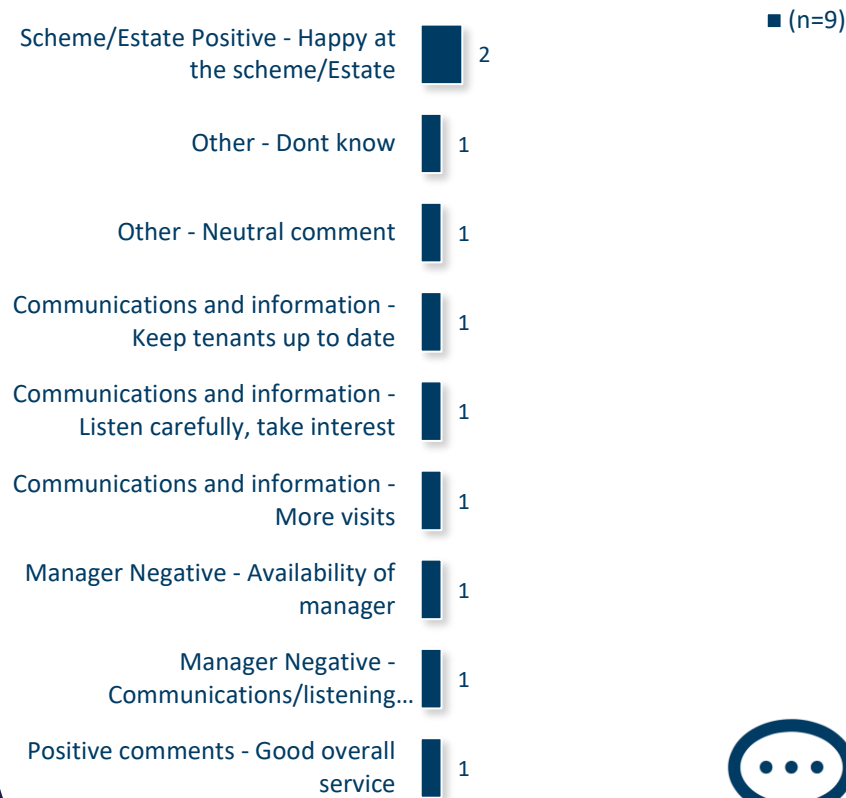 (n=9)
Scheme/Estate Positive - Happy at
the scheme/Estate
2
Other - Dont know
1
Other - Neutral comment
1
Communications and information -
Keep tenants up to date
1
Communications and information -
Listen carefully, take interest
1
Communications and information -
More visits
1
Manager Negative - Availability of
manager
1
Manager Negative -
Communications/listening...
1
Positive comments - Good overall
service
1